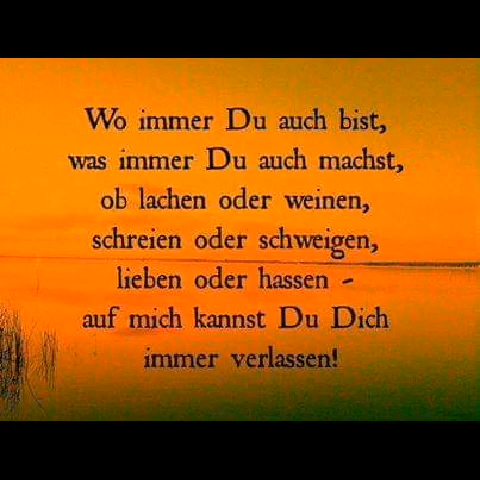 Wo immer Du auch bist,
was immer Du auch machst,
ob lachen oder weinen,
schreien oder schweigen,
lieben oder hassen -
auf mich kannst Du Dich
immer verlassen!